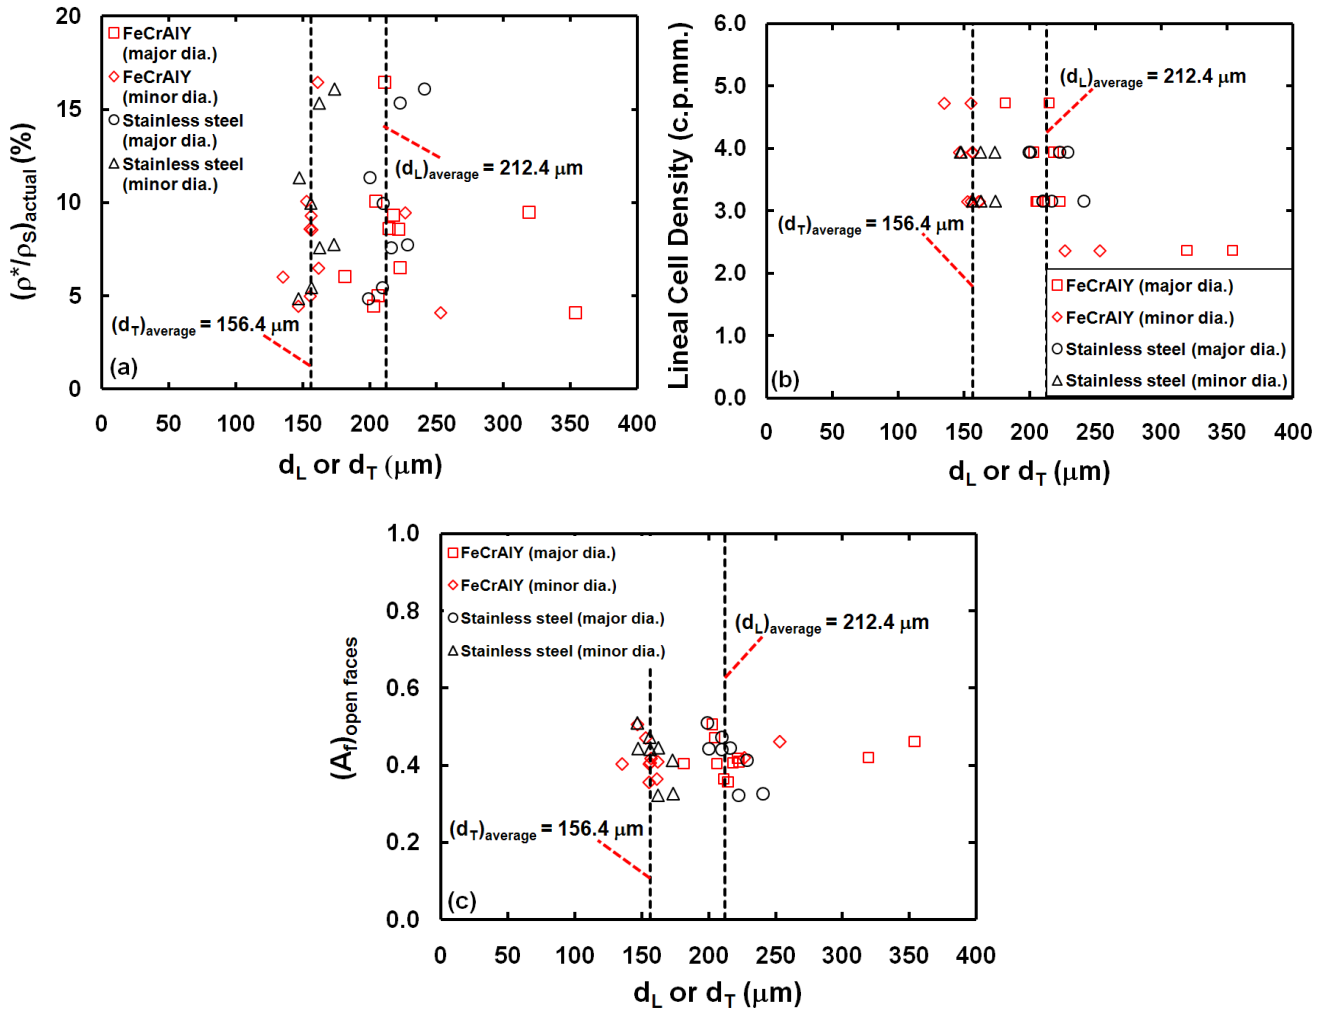 20
15
10
5
0
(ρ*/ρS)actual (%)
FeCrAlY
(major dia.)
FeCrAlY
(minor dia.)
Stainless steel
(major dia.)
Stainless steel
(minor dia.)
(dL)average = 212.4 μm
(dT)average = 156.4 μm
(a)
0 50 100 150 200 250 300 350 400
dL or dT (μm)
6.0
5.0
4.0
3.0
2.0
1.0
0.0
Lineal Cell Density (c.p.mm.)
(dL)average = 212.4 μm
(dT)average = 156.4 μm
FeCrAlY (major dia.)
FeCrAlY (minor dia.)
Stainless steel (major dia.)
Stainless steel (minor dia.)
(b)
0 50 100 150 200 250 300 350 400
dL or dT (μm)
1.0
0.8
0.6
0.4
0.2
0.0
(Af)open faces
FeCrAlY (major dia.)
FeCrAlY (minor dia.)
Stainless steel (major dia.)
Stainless steel (minor dia.)
(dL)average = 212.4 μm
(dT)average = 156.4 μm
(c)
0 50 100 150 200 250 300 350 400
dL or dT (μm)